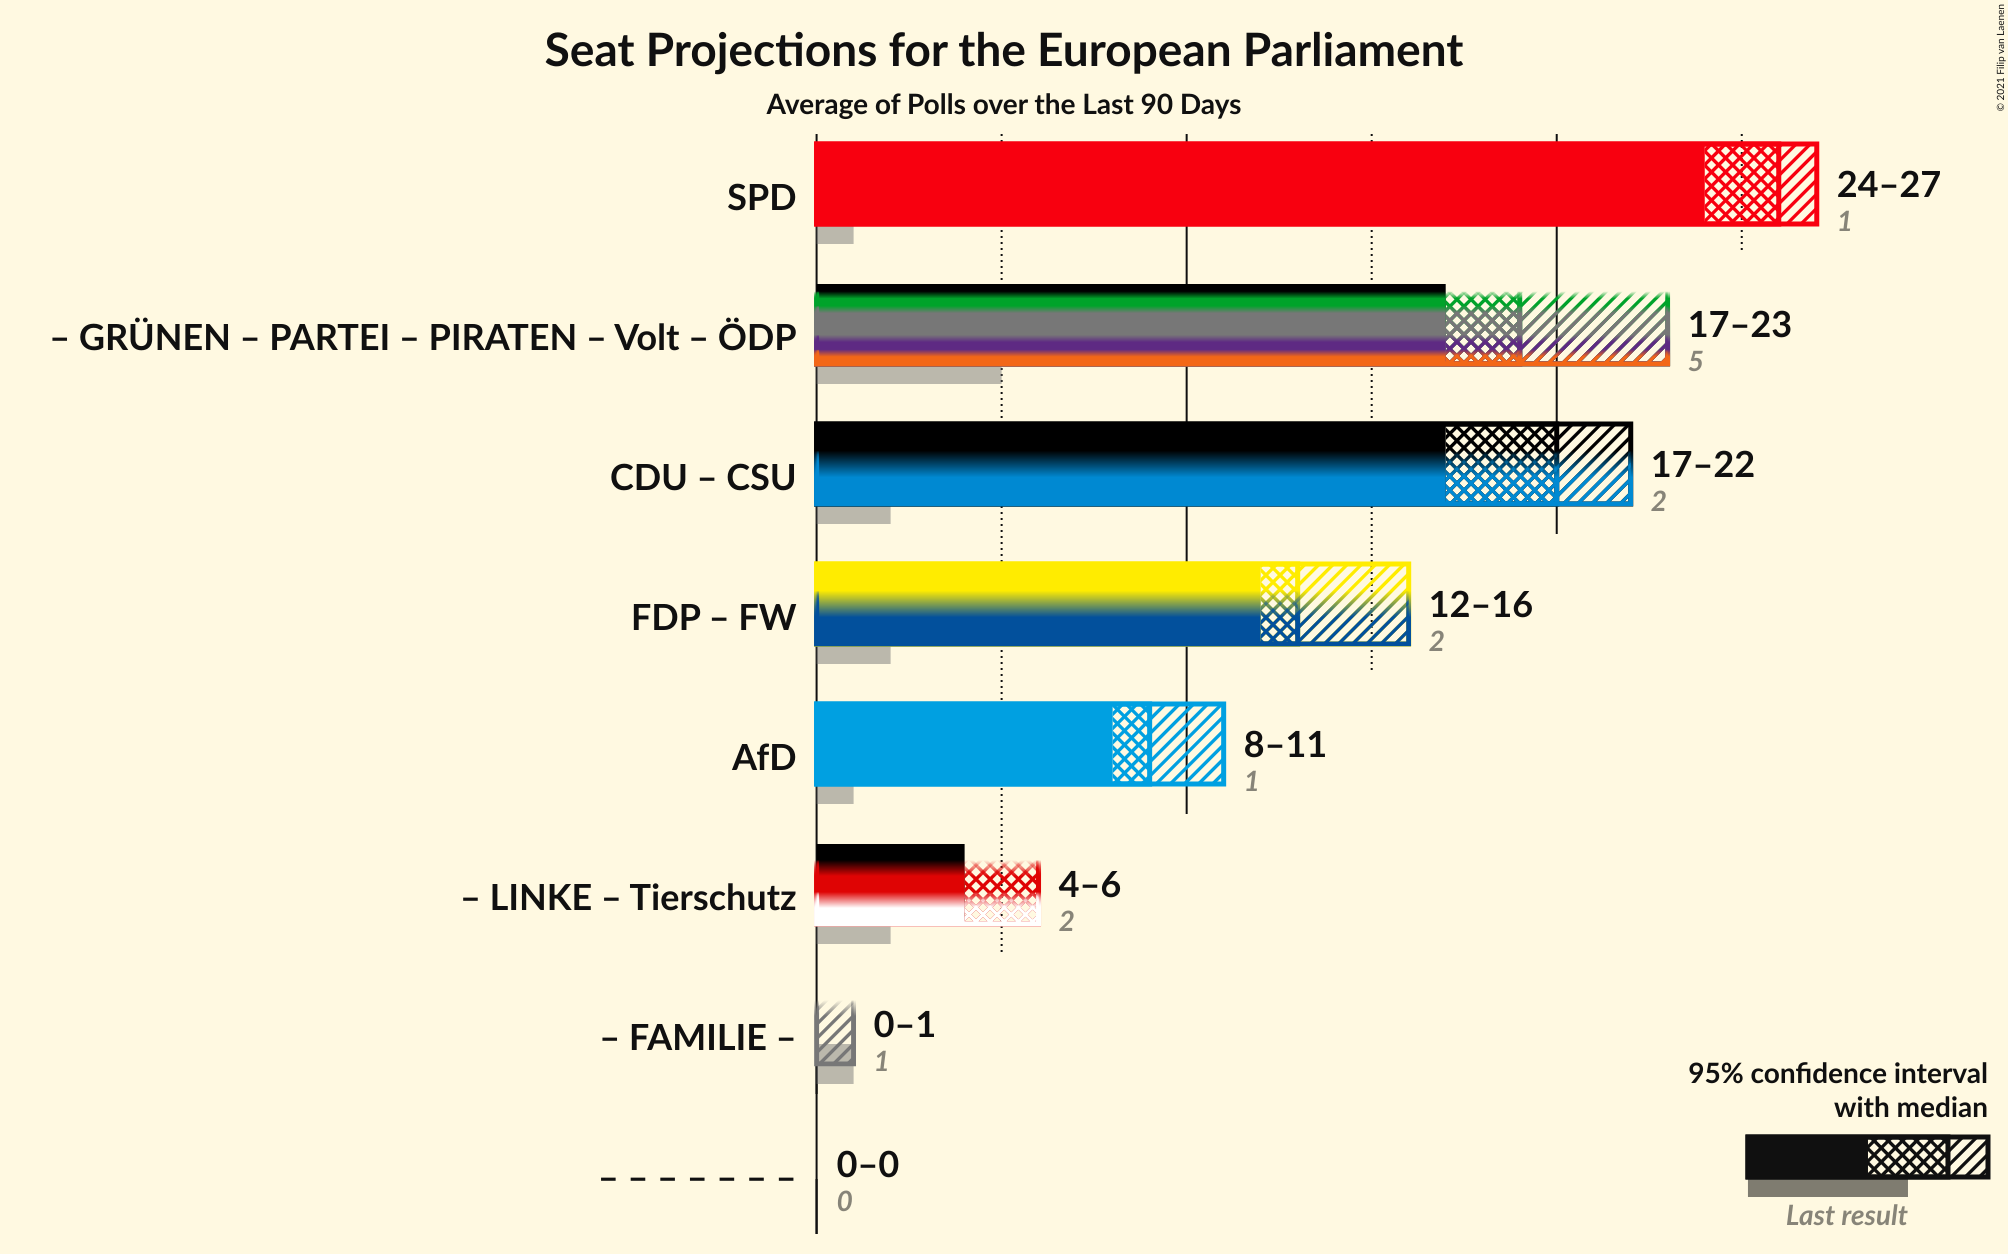 Seat Projections for the European Parliament
Average of Polls over the Last 90 Days
© 2021 Filip van Laenen
SPD
24–27
1
– GRÜNEN – PARTEI – PIRATEN – Volt – ÖDP
17–23
5
CDU – CSU
17–22
2
FDP – FW
12–16
2
AfD
8–11
1
– LINKE – Tierschutz
4–6
2
– FAMILIE –
0–1
1
– – – – – – –
0–0
0
95% confidence interval
with median
Last result